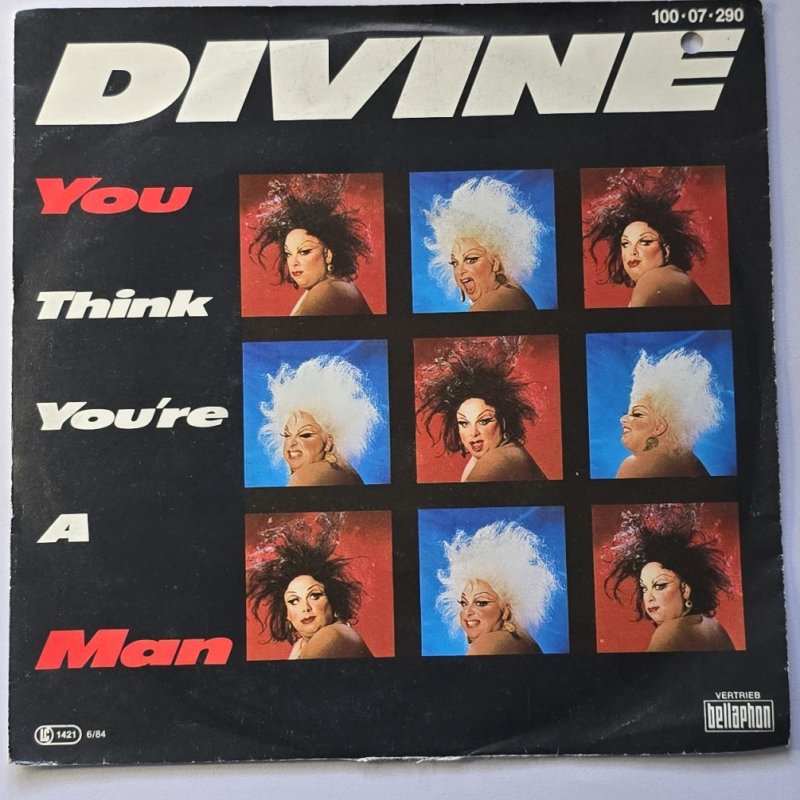 100·07·290
DIVINE
You
Think
You're
A
Man
VERTRIEB
bellaphon
LC 1421 6/84